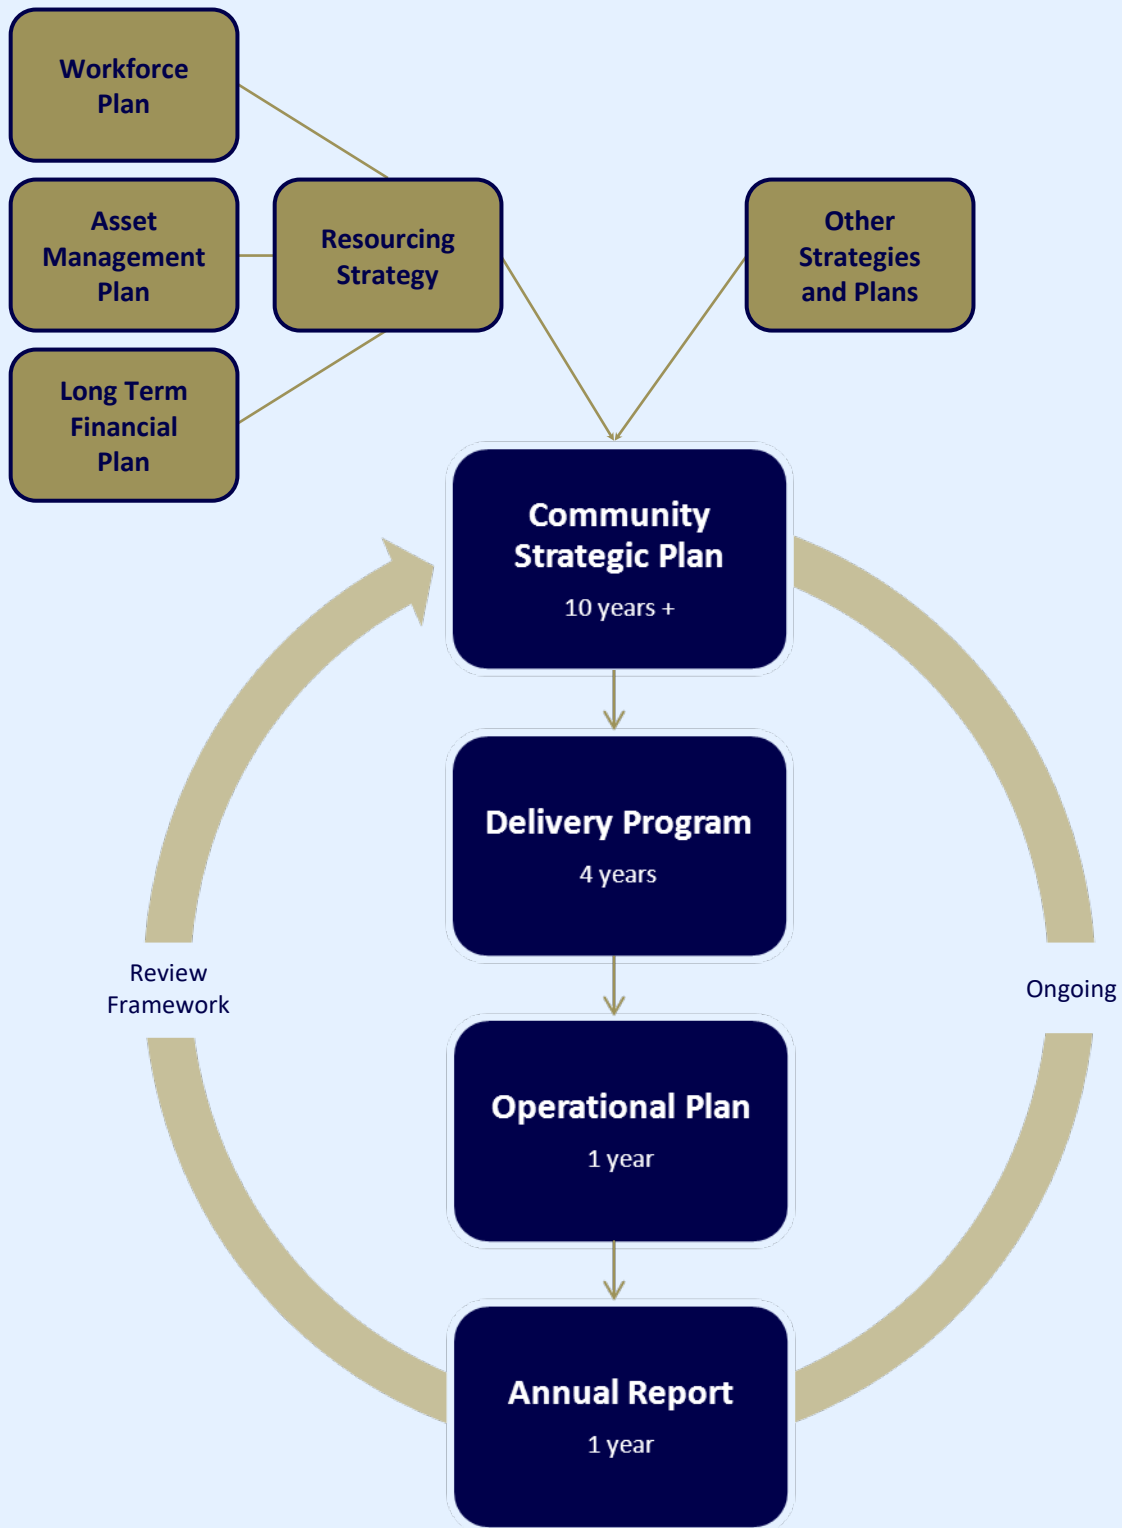 Workforce
Plan
Asset
Management
Plan
Resourcing
Strategy
Other
Strategies
and Plans
Long Term
Financial
Plan
Community
Strategic Plan
10 years +
Delivery Program
4 years
Review
Framework
Ongoing
Operational Plan
1 year
Annual Report
1 year